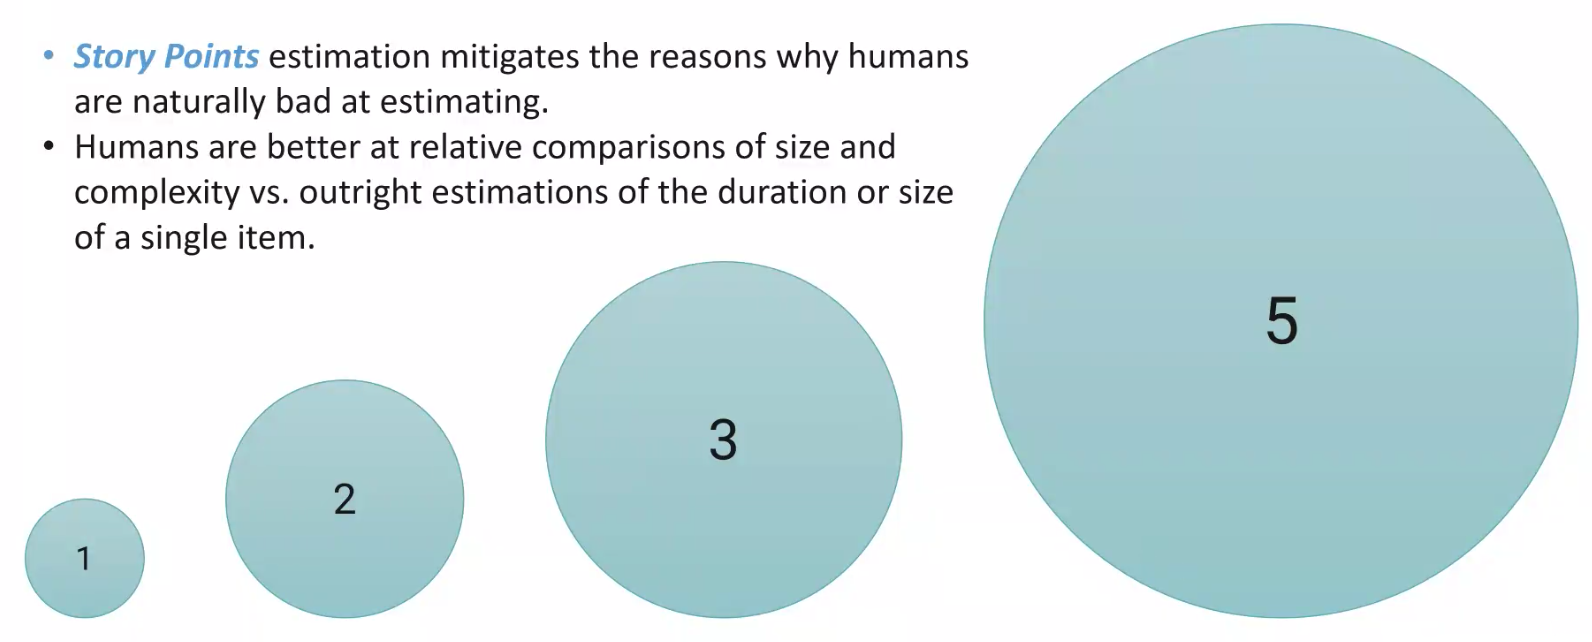 • Story Points estimation mitigates the reasons why humans
are naturally bad at estimating.
• Humans are better at relative comparisons of size and
complexity vs. outright estimations of the duration or size
of a single item.
1
2
3
5